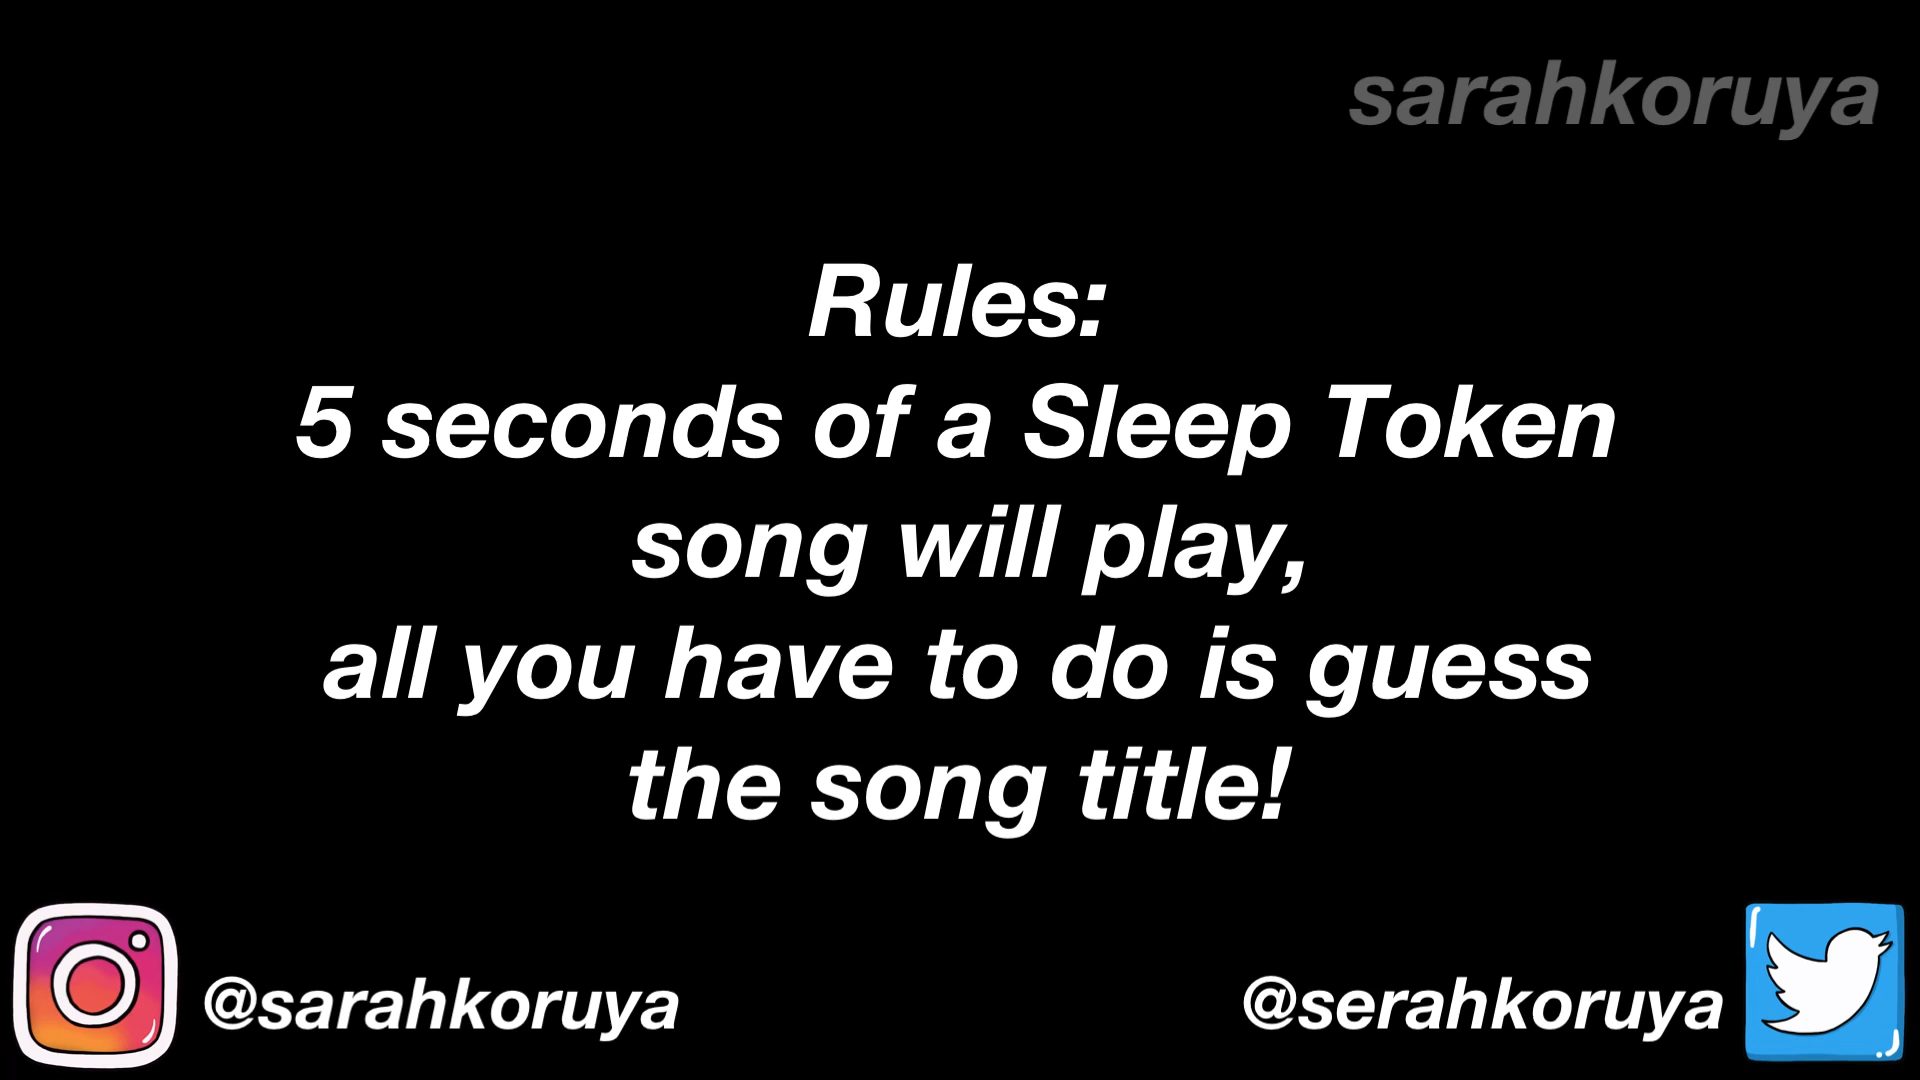 sarahkoruya
Rules:
5 seconds of a Sleep Token
song will play,
all you have to do is guess
the song title!
@sarahkoruya
@serahkoruya